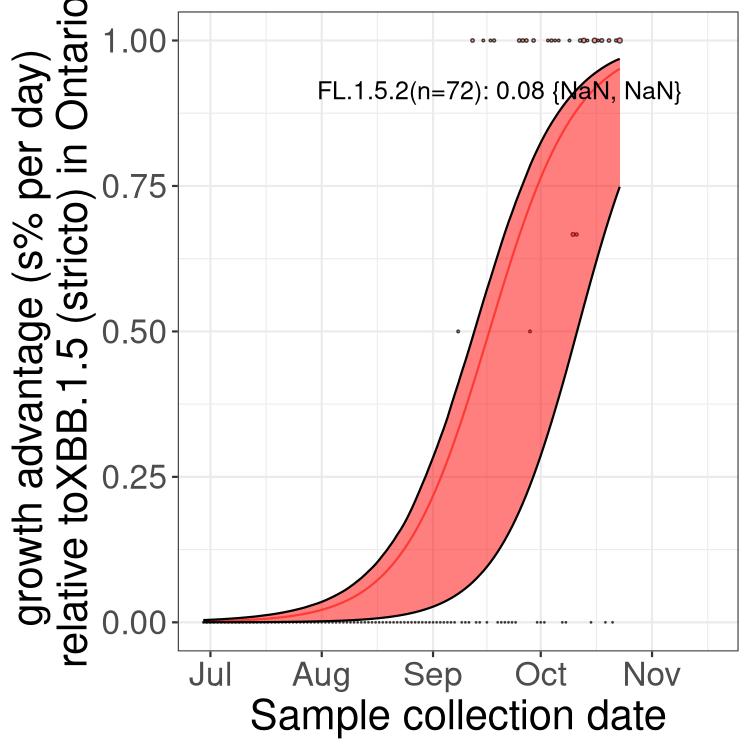 growth advantage (s% per day)
relative toXBB.1.5 (stricto) in Ontario
1.00
0.75
0.50
0.25
0.00
FL.1.5.2(n=72): 0.08 {NaN, NaN}
Jul Aug Sep Oct Nov
Sample collection date